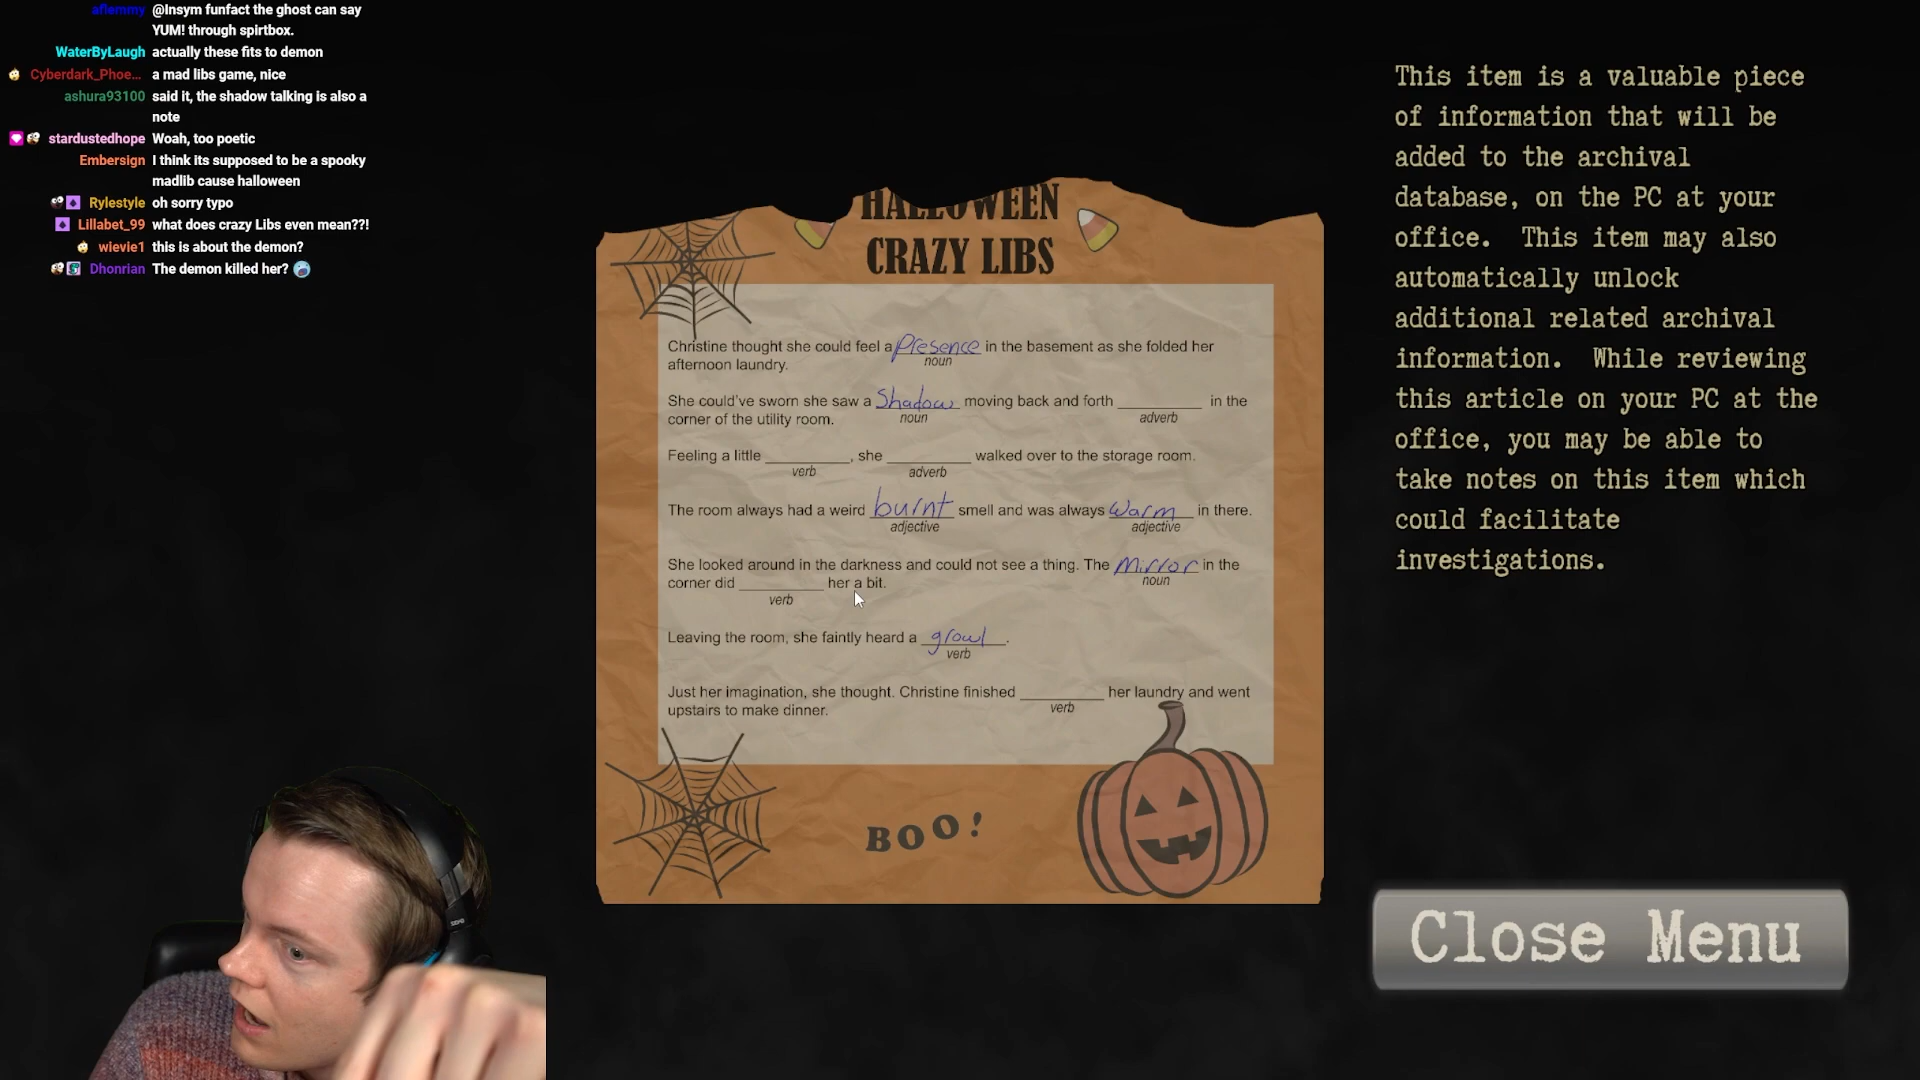 aflemmy @Insym funfact the ghost can say
YUM! through spirtbox.
WaterByLaugh actually these fits to demon
Cyberdark_Phoe... a mad libs game, nice
ashura93100 said it, the shadow talking is also a
note
stardustedhope Woah, too poetic
Embersign I think its supposed to be a spooky
madlib cause halloween
Rylestyle oh sorry typo
Lillabet_99 what does crazy Libs even mean??!
wievie1 this is about the demon?
Dhonrian The demon killed her?
HALLOWEEN
CRAZY LIBS
Christine thought she could feel a Presence in the basement as she folded her
noun
afternoon laundry.
She could've sworn she saw a Shadow moving back and forth __________ in the
noun adverb
corner of the utility room.
Feeling a little __________, she __________ walked over to the storage room.
verb adverb
The room always had a weird burnt smell and was always warm in there.
adjective adjective
She looked around in the darkness and could not see a thing. The Mirror in the
noun
corner did __________ her a bit.
verb
Leaving the room, she faintly heard a growl.
verb
Just her imagination, she thought. Christine finished __________ her laundry and went
verb
upstairs to make dinner.
BOO!
This item is a valuable piece
of information that will be
added to the archival
database, on the PC at your
office. This item may also
automatically unlock
additional related archival
information. While reviewing
this article on your PC at the
office, you may be able to
take notes on this item which
could facilitate
investigations.
Close Menu